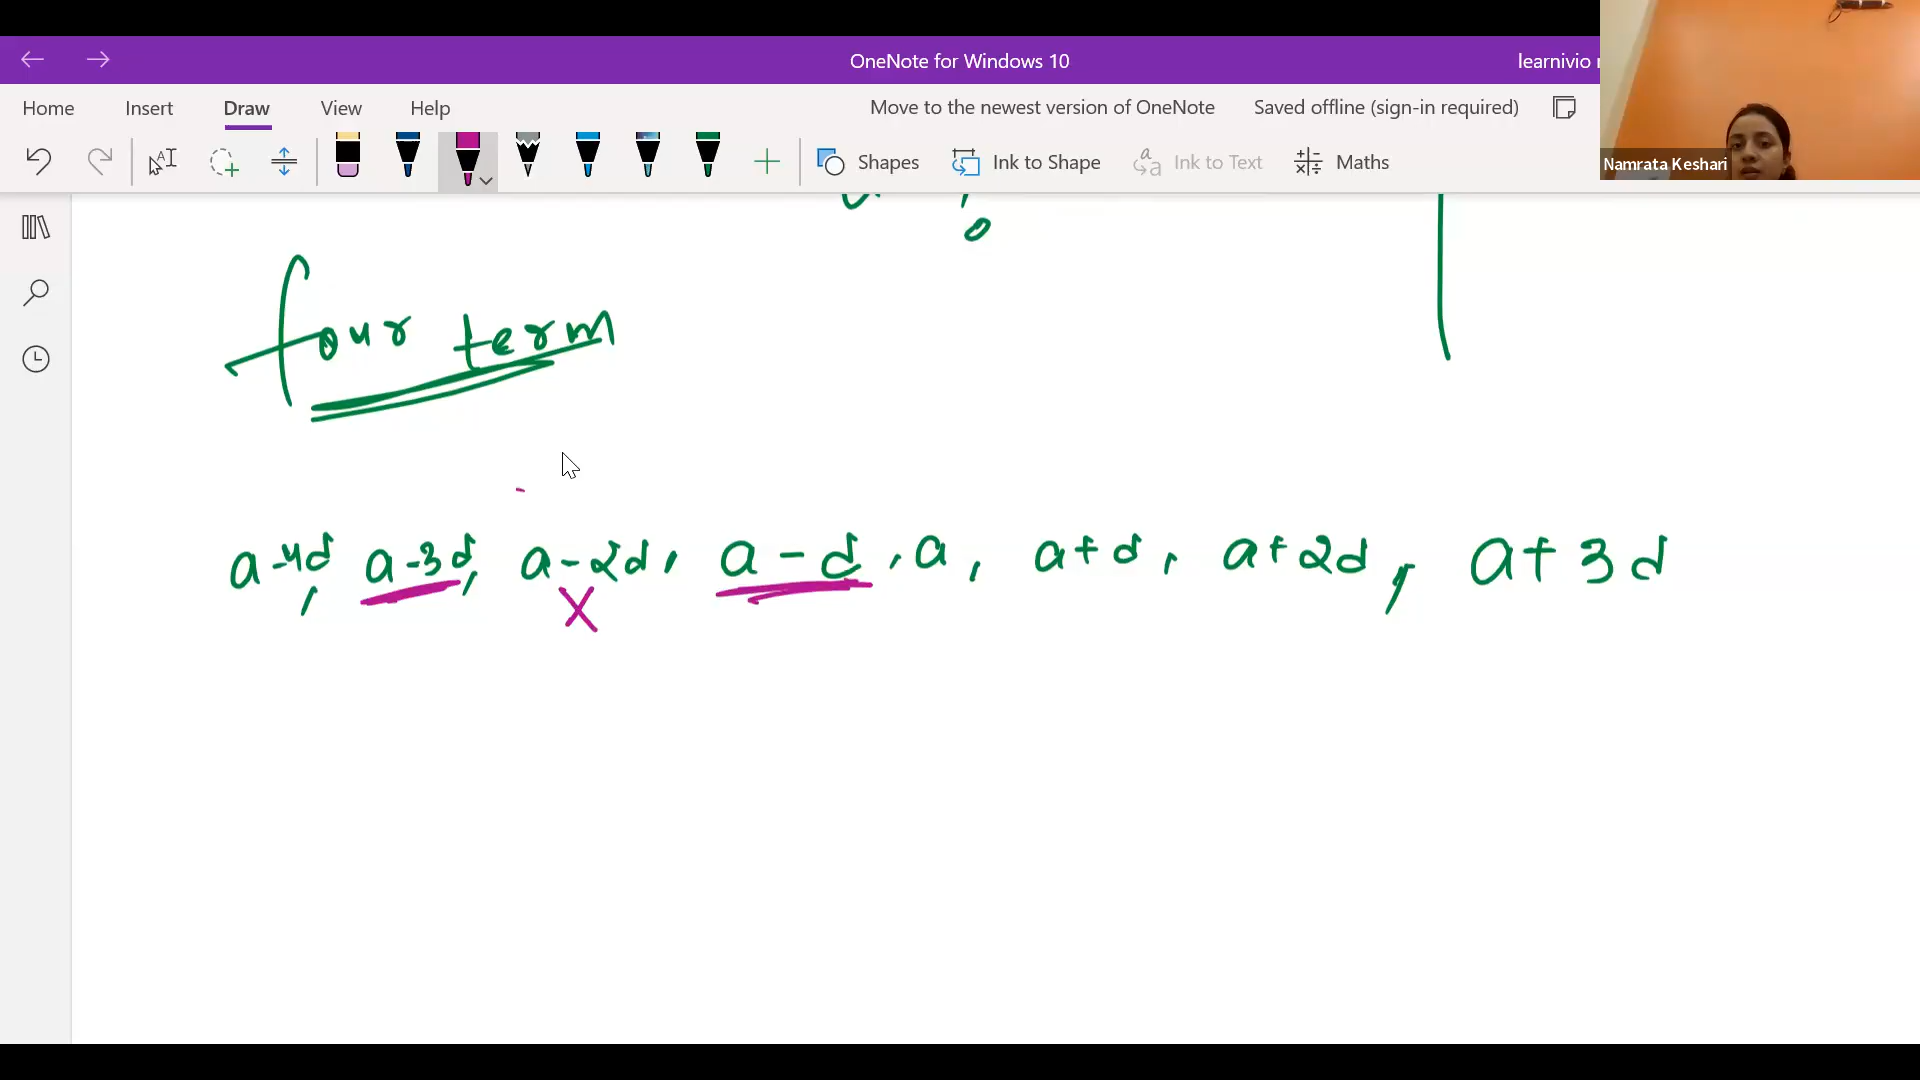 OneNote for Windows 10
learnivio
Home Insert Draw View Help Move to the newest version of OneNote Saved offline (sign-in required)
Shapes Ink to Shape Ink to Text Maths
Namrata Keshari
four term
a-4d, a-3d, a-2d, a-d, a, a+d, a+2d, a+3d
X